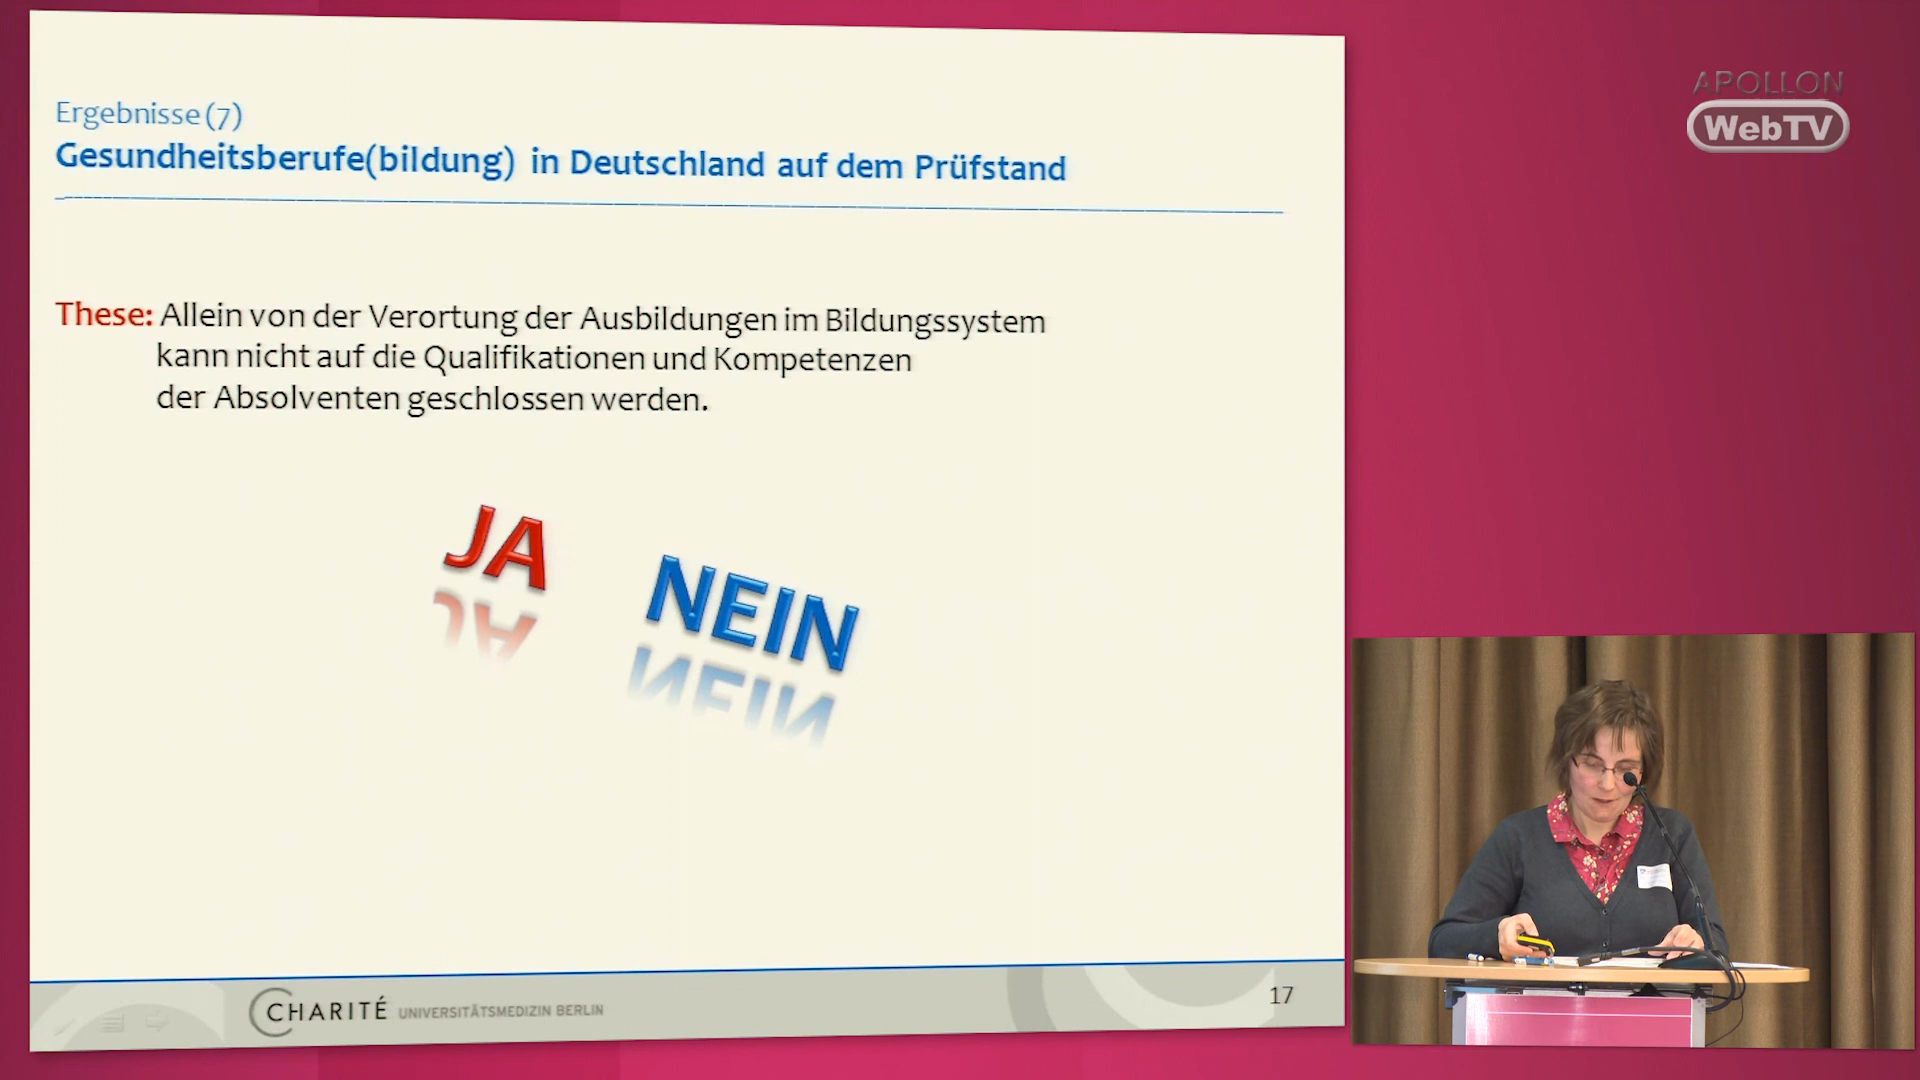 Ergebnisse (7)
Gesundheitsberufe(bildung) in Deutschland auf dem Prüfstand
These: Allein von der Verortung der Ausbildungen im Bildungssystem
kann nicht auf die Qualifikationen und Kompetenzen
der Absolventen geschlossen werden.
JA
NEIN
CHARITÉ UNIVERSITÄTSMEDIZIN BERLIN
17
APOLLON
WebTV